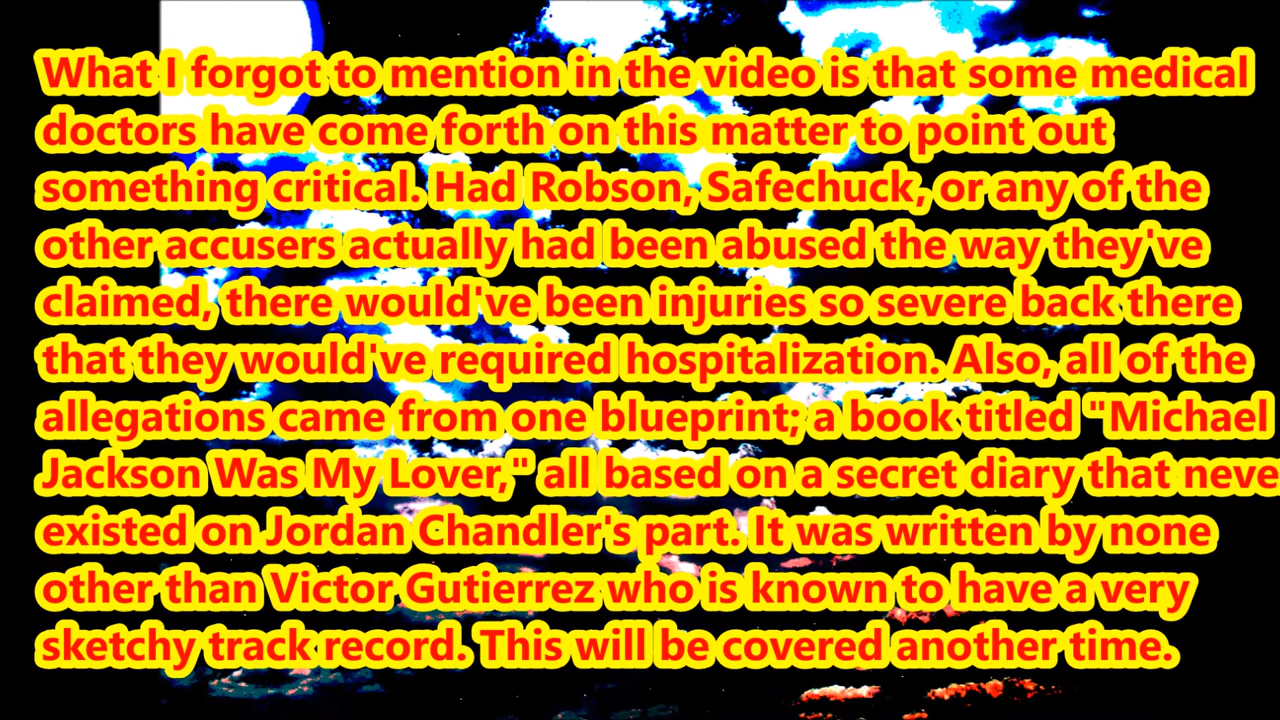 What I forgot to mention in the video is that some medical
doctors have come forth on this matter to point out
something critical. Had Robson, Safechuck, or any of the
other accusers actually had been abused the way they've
claimed, there would've been injuries so severe back there
that they would've required hospitalization. Also, all of the
allegations came from one blueprint; a book titled "Michael
Jackson Was My Lover," all based on a secret diary that neve
existed on Jordan Chandler's part. It was written by none
other than Victor Gutierrez who is known to have a very
sketchy track record. This will be covered another time.